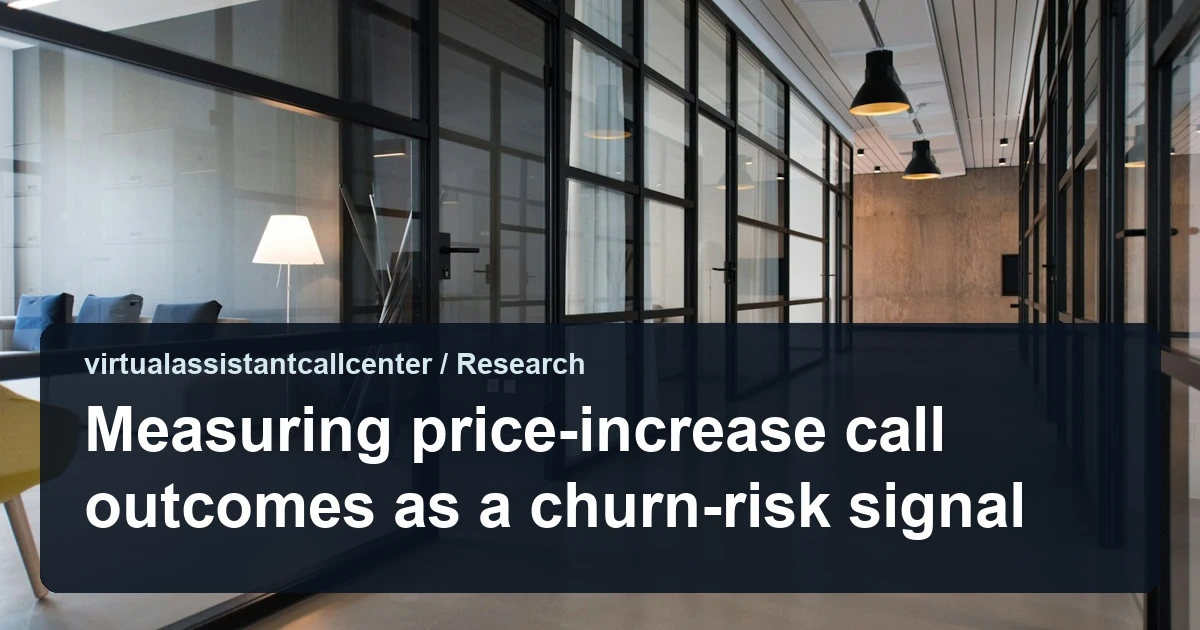 virtualassistantcallcenter / Research
Measuring price-increase call
outcomes as a churn-risk signal